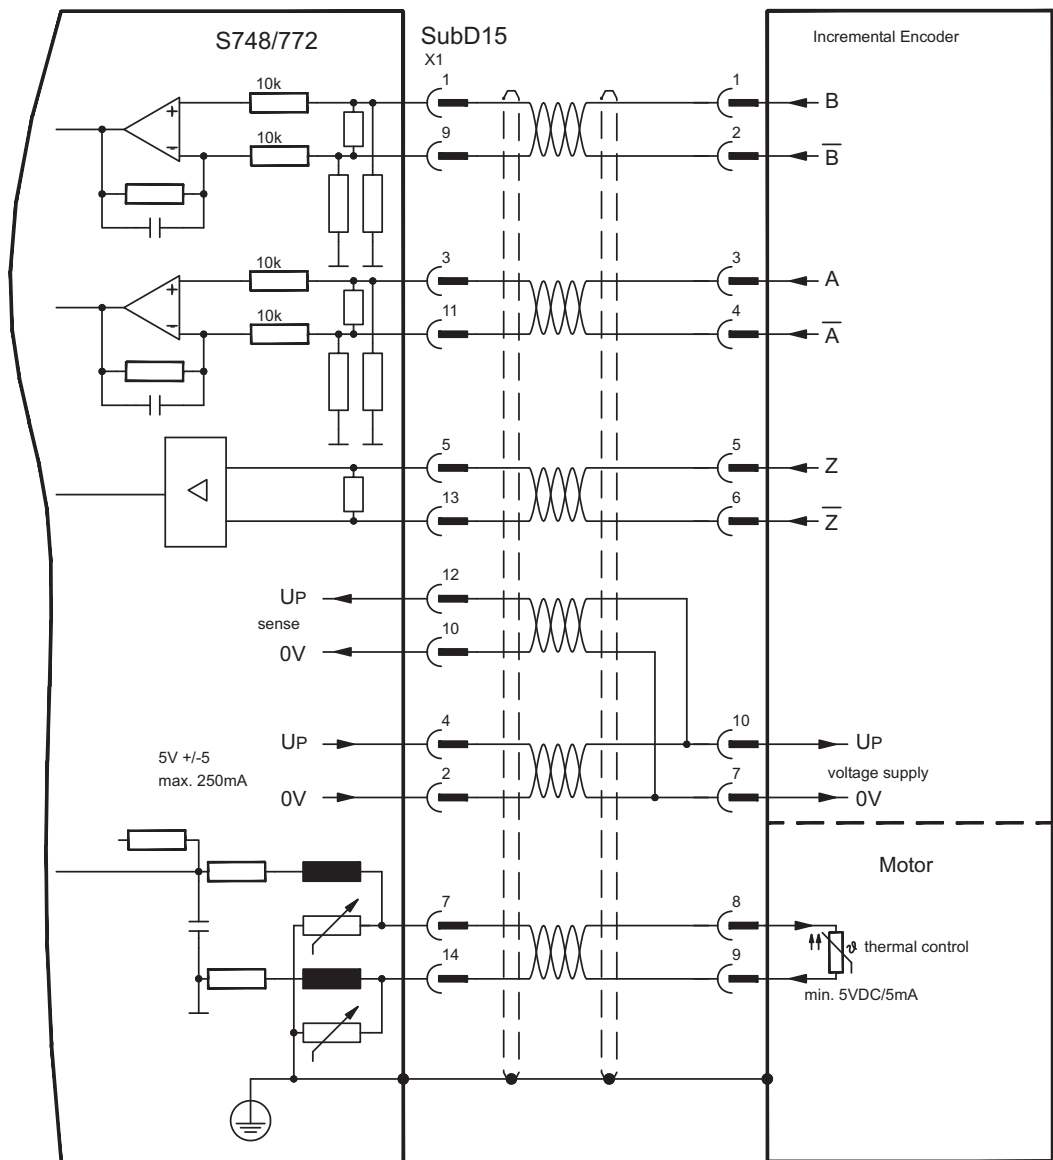 S748/772
SubD15
X1
Incremental Encoder
10k
1
1
B
10k
9
2
B̅
10k
3
3
A
10k
11
4
A̅
5
5
Z
13
6
Z̅
12
UP
sense
10
0V
4
10
UP
UP
5V +/-5
max. 250mA
voltage supply
2
7
0V
0V
Motor
7
8
ϑ thermal control
14
9
min. 5VDC/5mA